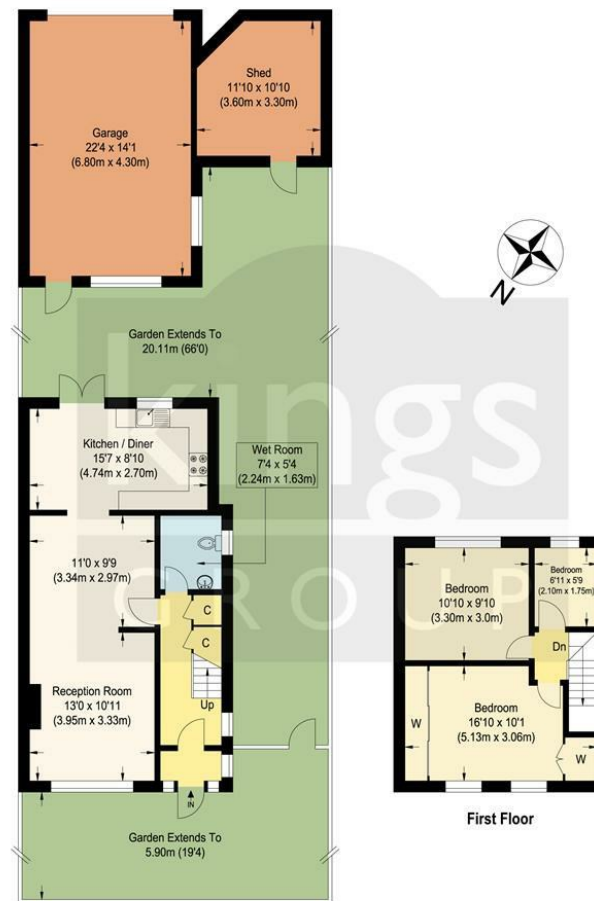 Garage
22'4 x 14'1
(6.80m x 4.30m)
Shed
11'10 x 10'10
(3.60m x 3.30m)
N
Garden Extends To
20.11m (66'0)
kings
GROUP
Kitchen / Diner
15'7 x 8'10
(4.74m x 2.70m)
Wet Room
7'4 x 5'4
(2.24m x 1.63m)
11'0 x 9'9
(3.34m x 2.97m)
C
C
Up
Reception Room
13'0 x 10'11
(3.95m x 3.33m)
IN
Garden Extends To
5.90m (19'4)
Bedroom
10'10 x 9'10
(3.30m x 3.0m)
Bedroom
6'11 x 5'9
(2.10m x 1.75m)
Dn
Bedroom
16'10 x 10'1
(5.13m x 3.06m)
W
W
First Floor